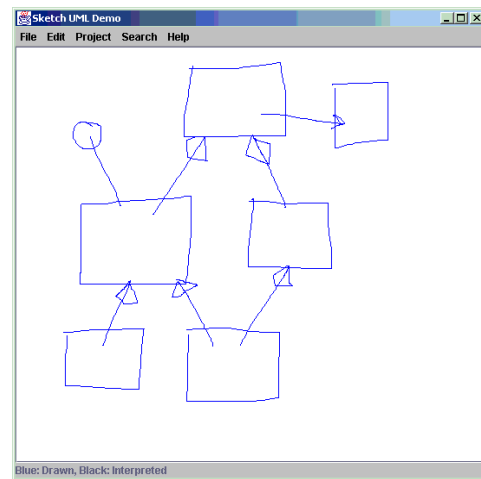 Sketch UML Demo
File Edit Project Search Help
Blue: Drawn, Black: Interpreted